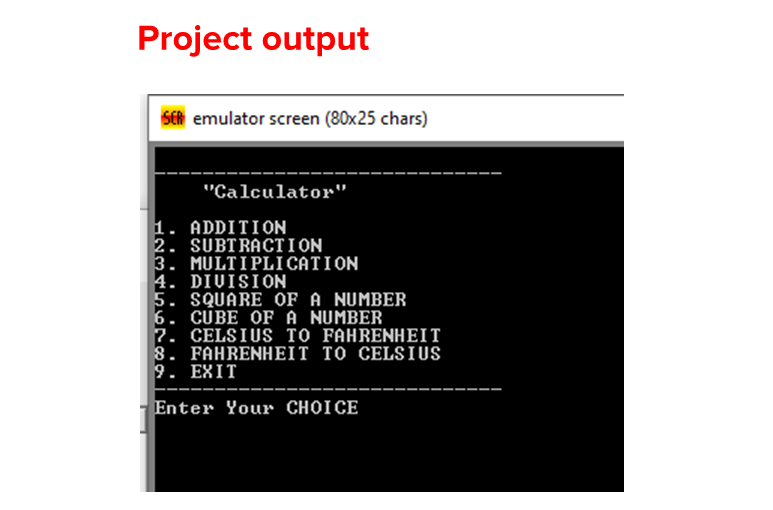 Project output
SCR emulator screen (80x25 chars)
-----------------------------
"Calculator"
1. ADDITION
2. SUBTRACTION
3. MULTIPLICATION
4. DIVISION
5. SQUARE OF A NUMBER
6. CUBE OF A NUMBER
7. CELSIUS TO FAHRENHEIT
8. FAHRENHEIT TO CELSIUS
9. EXIT
-----------------------------
Enter Your CHOICE